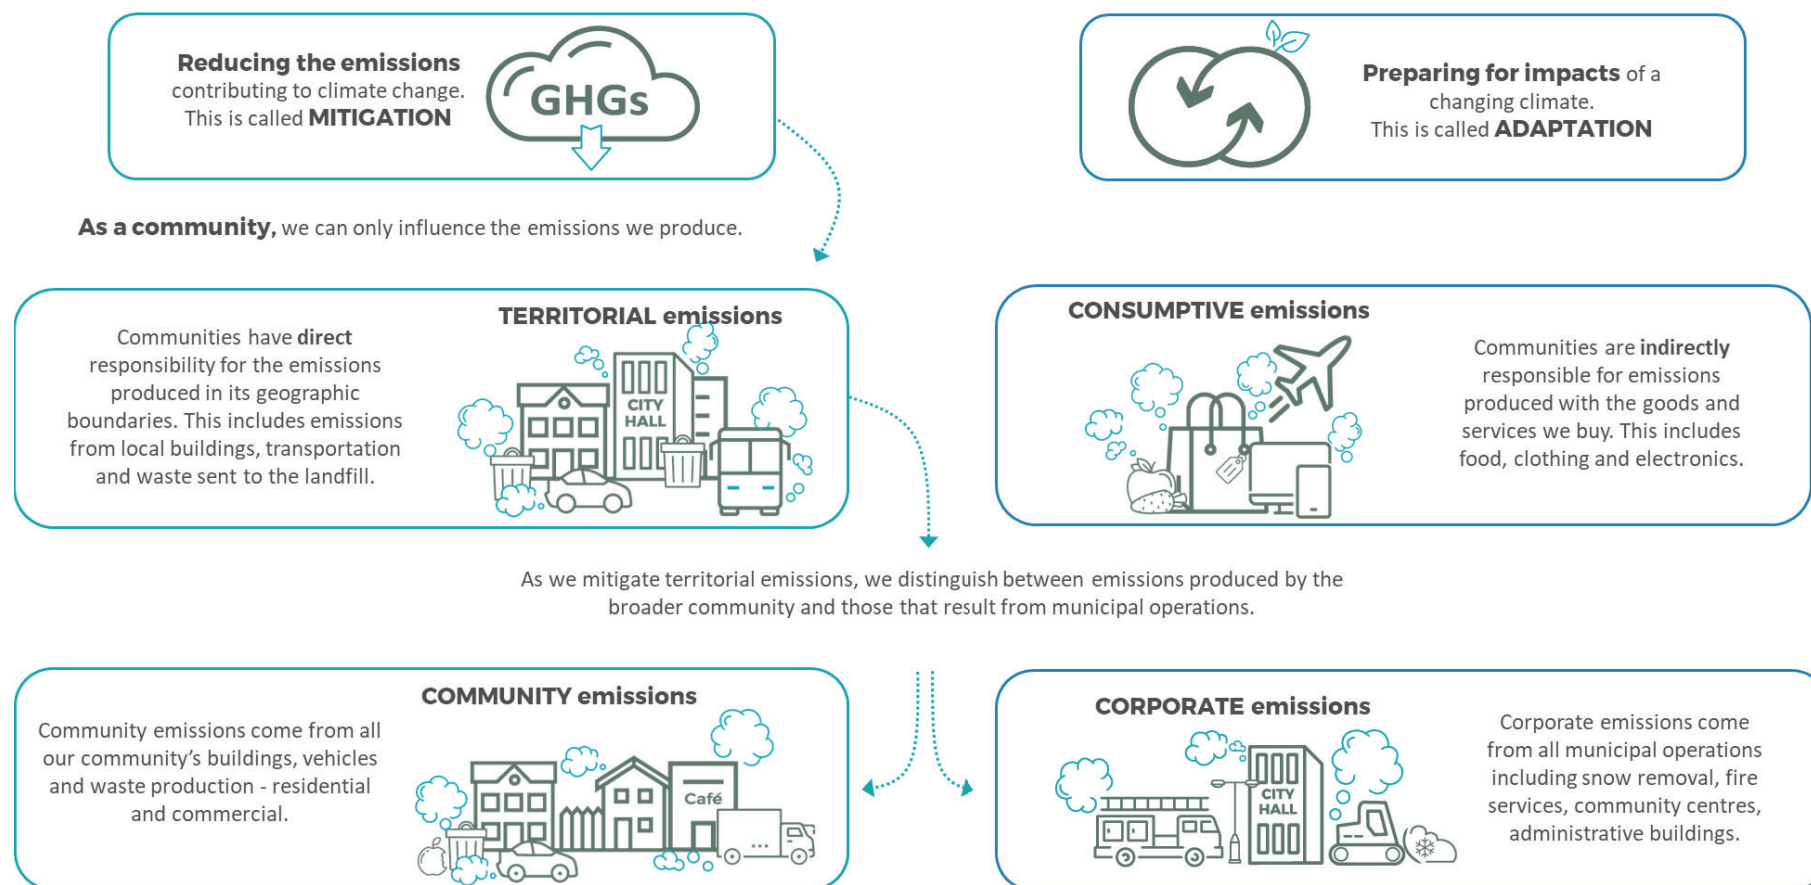 Reducing the emissions
contributing to climate change.
This is called MITIGATION
GHGs
Preparing for impacts of a
changing climate.
This is called ADAPTATION
As a community, we can only influence the emissions we produce.
TERRITORIAL emissions
Communities have direct
responsibility for the emissions
produced in its geographic
boundaries. This includes emissions
from local buildings, transportation
and waste sent to the landfill.
CITY
HALL
CONSUMPTIVE emissions
Communities are indirectly
responsible for emissions
produced with the goods and
services we buy. This includes
food, clothing and electronics.
As we mitigate territorial emissions, we distinguish between emissions produced by the
broader community and those that result from municipal operations.
COMMUNITY emissions
Community emissions come from all
our community's buildings, vehicles
and waste production - residential
and commercial.
Café
CORPORATE emissions
CITY
HALL
Corporate emissions come
from all municipal operations
including snow removal, fire
services, community centres,
administrative buildings.